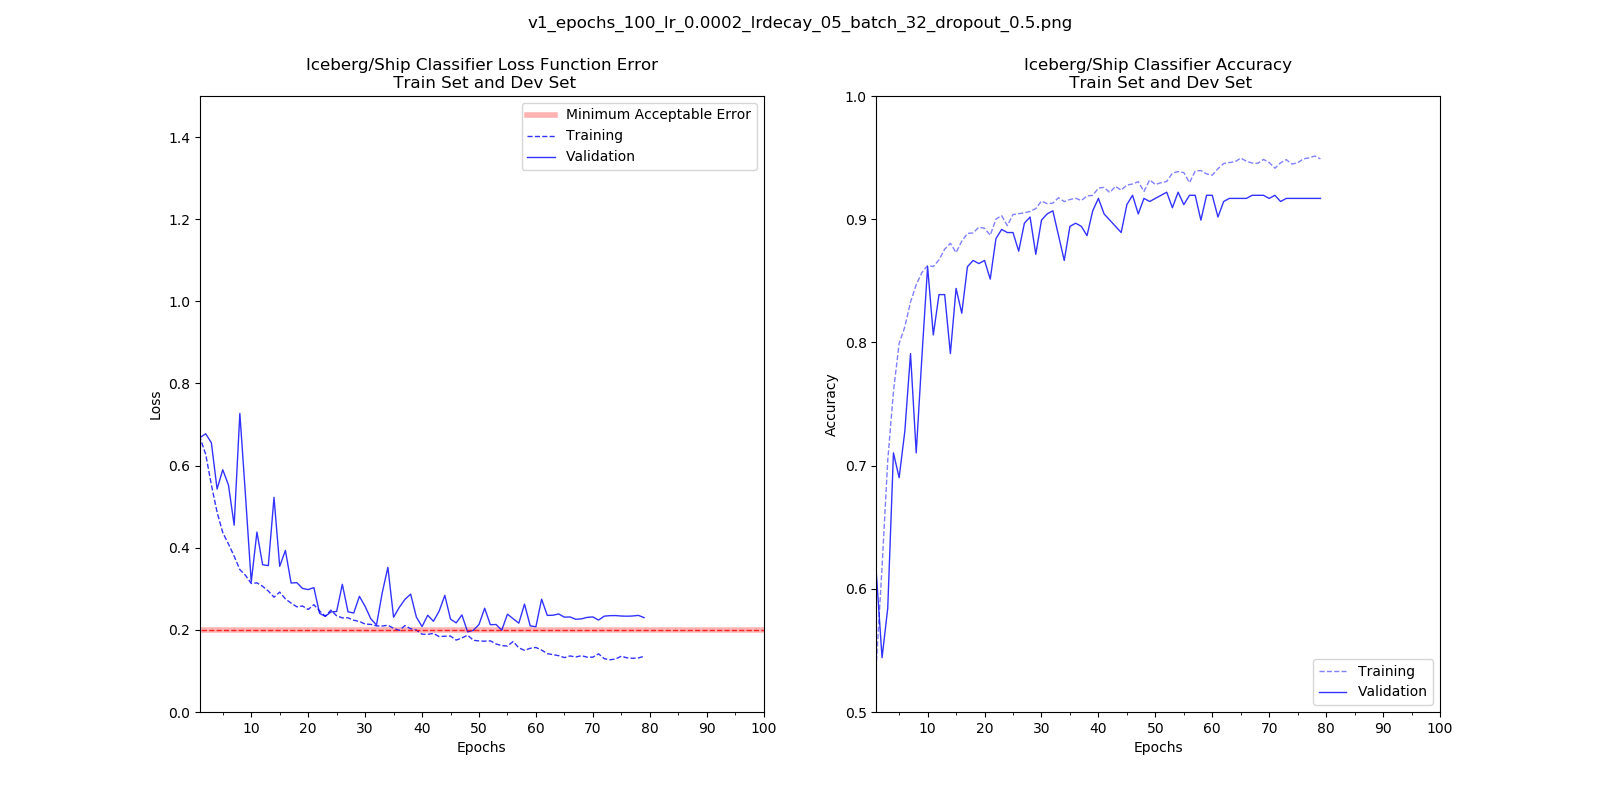 v1_epochs_100_lr_0.0002_lrdecay_05_batch_32_dropout_0.5.png
Iceberg/Ship Classifier Loss Function Error
Train Set and Dev Set
Minimum Acceptable Error
Training
Validation
1.4
1.2
1.0
0.8
0.6
0.4
0.2
0.0
Loss
10 20 30 40 50 60 70 80 90 100
Epochs
Iceberg/Ship Classifier Accuracy
Train Set and Dev Set
1.0
0.9
0.8
0.7
0.6
0.5
Accuracy
Training
Validation
10 20 30 40 50 60 70 80 90 100
Epochs